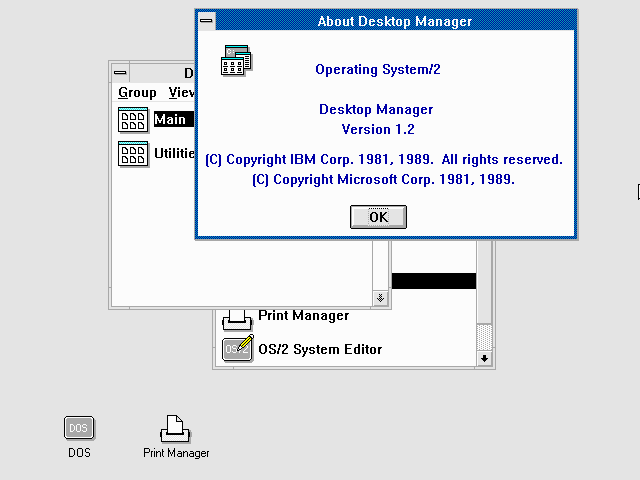 About Desktop Manager
Operating System/2
Desktop Manager
Version 1.2
(C) Copyright IBM Corp. 1981, 1989.  All rights reserved.
(C) Copyright Microsoft Corp. 1981, 1989.
OK
D
Group View
Main
Utilitie
Print Manager
OS/2
OS/2 System Editor
DOS
DOS
Print Manager